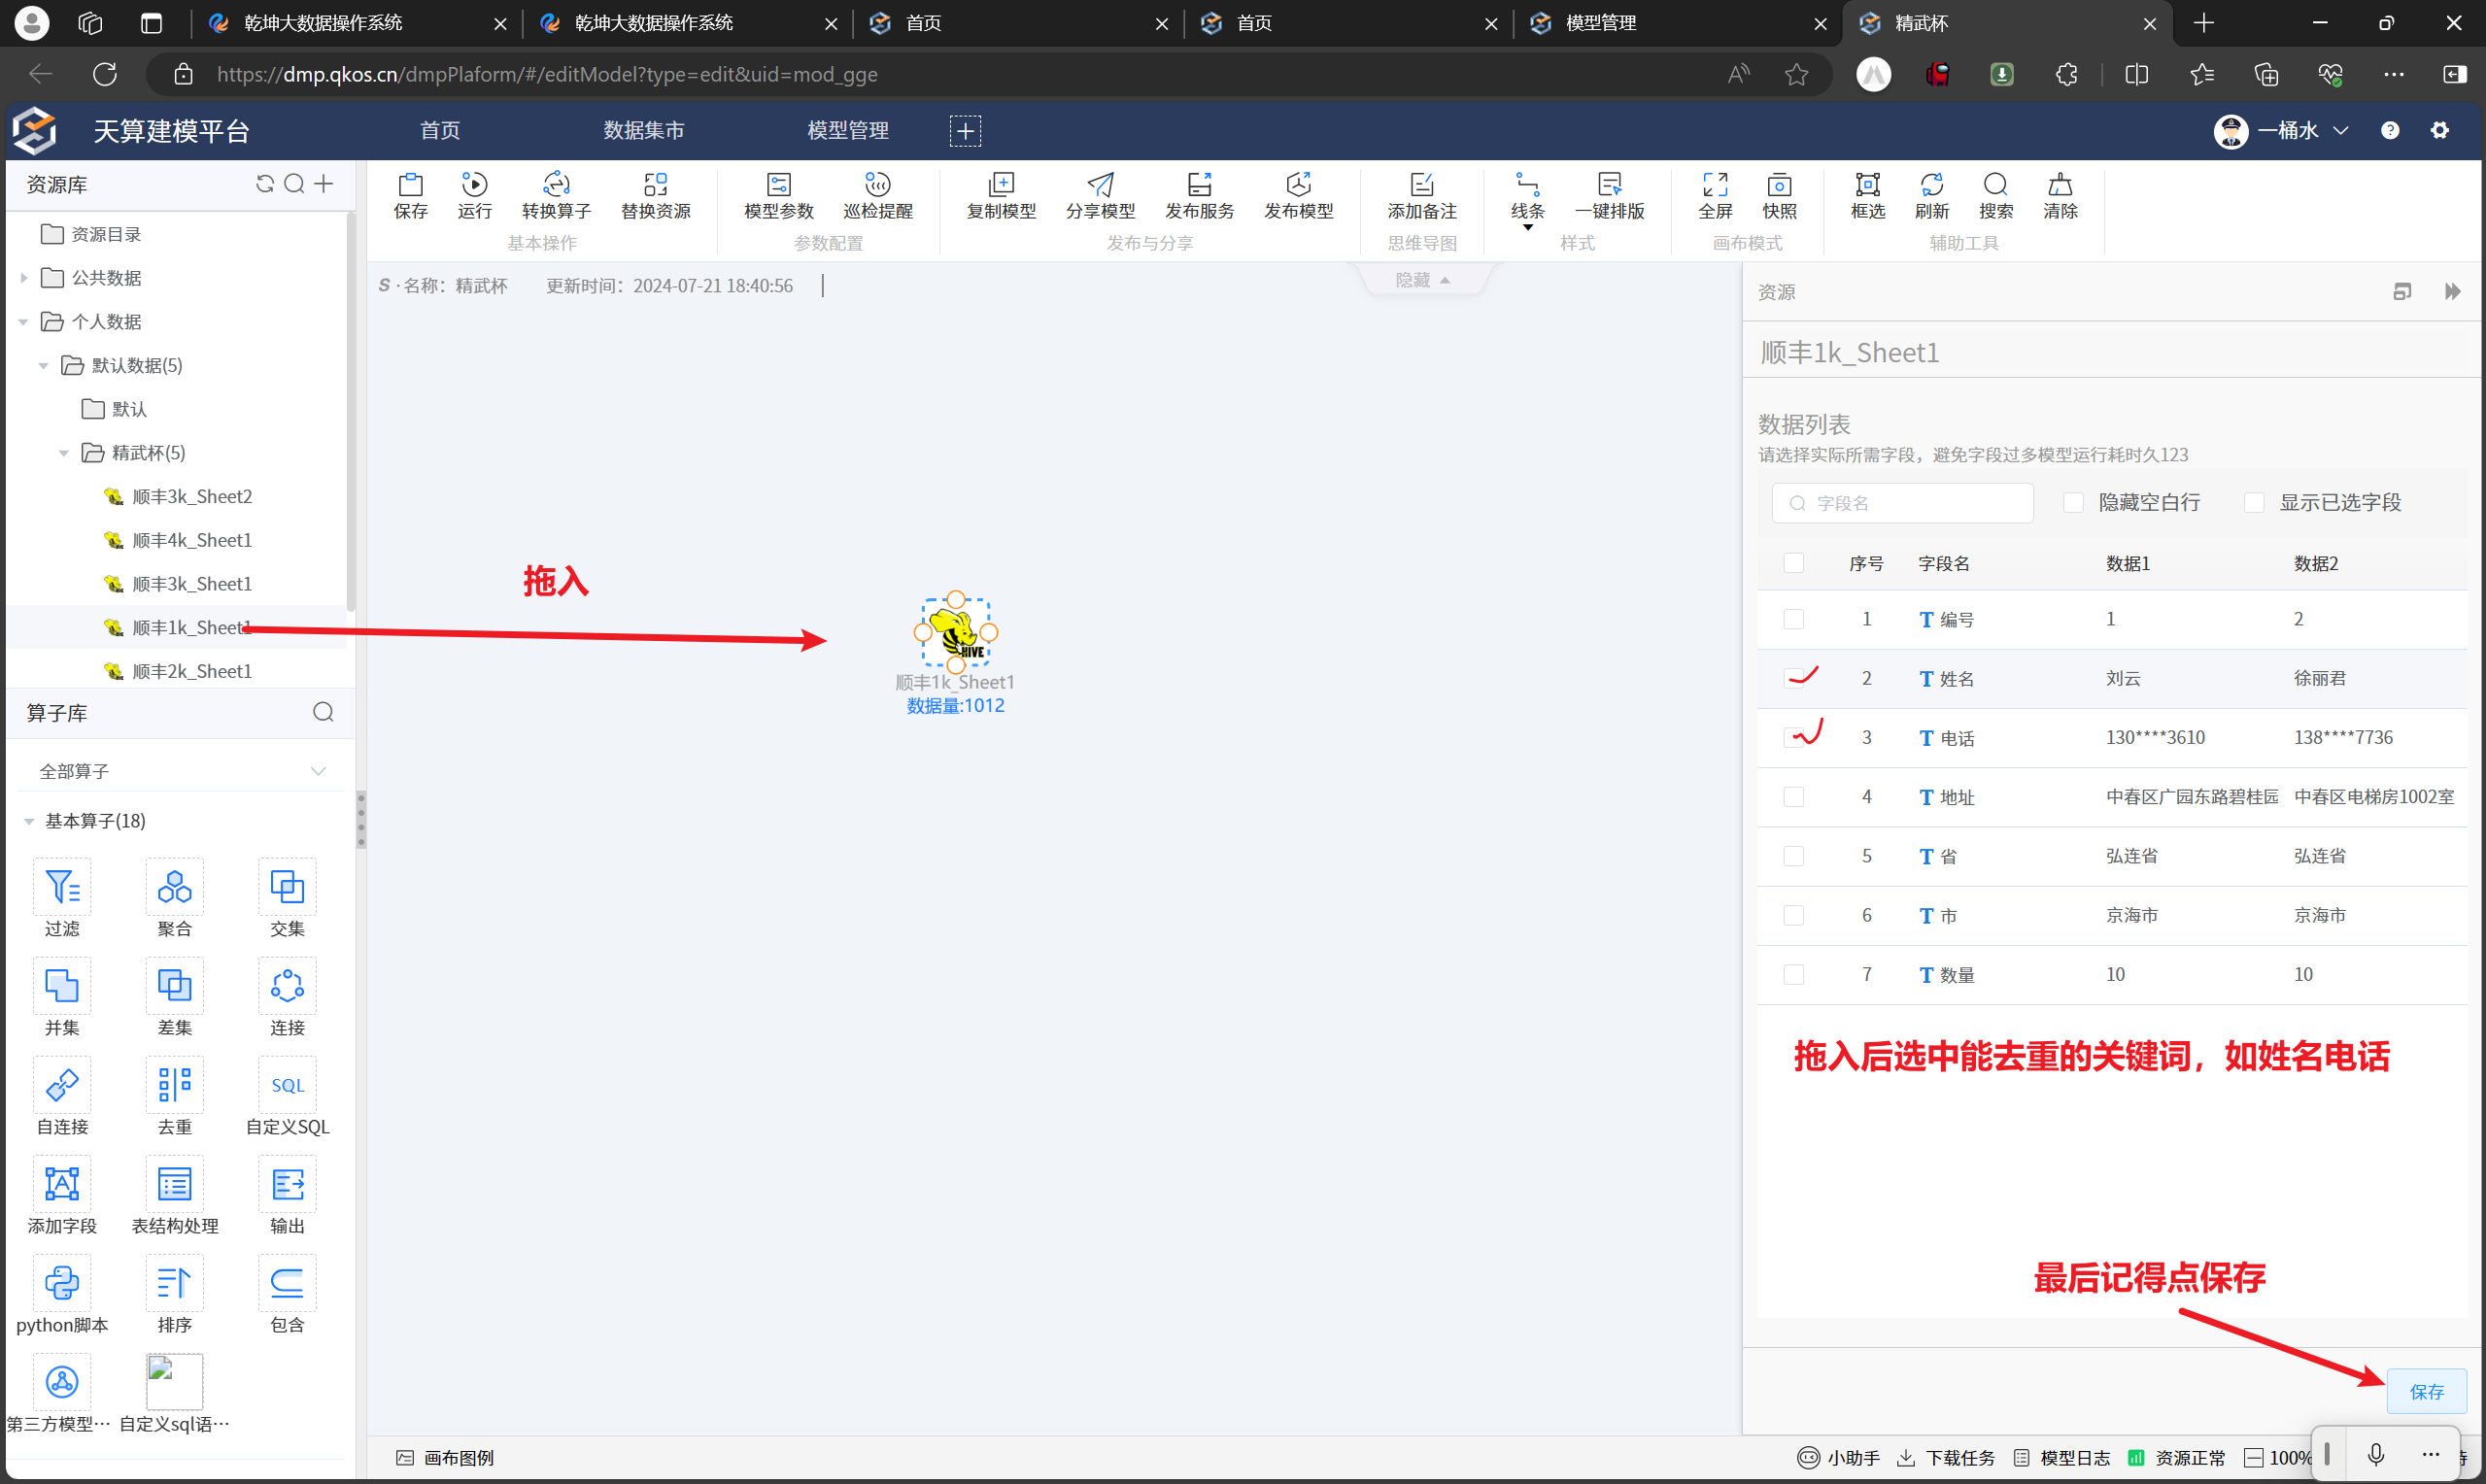 乾坤大数据操作系统
乾坤大数据操作系统
首页
首页
模型管理
精武杯
https://dmp.qkos.cn/dmpPlaform/#/editModel?type=edit&uid=mod_gge
天算建模平台
首页
数据集市
模型管理
一桶水
资源库
资源目录
公共数据
个人数据
默认数据(5)
默认
精武杯(5)
顺丰3k_Sheet2
顺丰4k_Sheet1
顺丰3k_Sheet1
顺丰1k_Sheet1
顺丰2k_Sheet1
算子库
全部算子
基本算子(18)
过滤 聚合 交集
并集 差集 连接
SQL
自连接 去重 自定义SQL
添加字段 表结构处理 输出
python脚本 排序 包含
第三方模型… 自定义sql语…
保存 运行 转换算子 替换资源 模型参数 巡检提醒 复制模型 分享模型 发布服务 发布模型 添加备注 线条 一键排版 全屏 快照 框选 刷新 搜索 清除
基本操作 参数配置 发布与分享 思维导图 样式 画布模式 辅助工具
S · 名称：精武杯 更新时间：2024-07-21 18:40:56
隐藏
拖入
HIVE
顺丰1k_Sheet1
数据量:1012
资源
顺丰1k_Sheet1
数据列表
请选择实际所需字段，避免字段过多模型运行耗时久123
字段名 隐藏空白行 显示已选字段
序号 字段名 数据1 数据2
1 T 编号 1 2
2 T 姓名 刘云 徐丽君
3 T 电话 130****3610 138****7736
4 T 地址 中春区广园东路碧桂园 中春区电梯房1002室
5 T 省 弘连省 弘连省
6 T 市 京海市 京海市
7 T 数量 10 10
拖入后选中能去重的关键词，如姓名电话
最后记得点保存
保存
画布图例
小助手 下载任务 模型日志 资源正常 100%